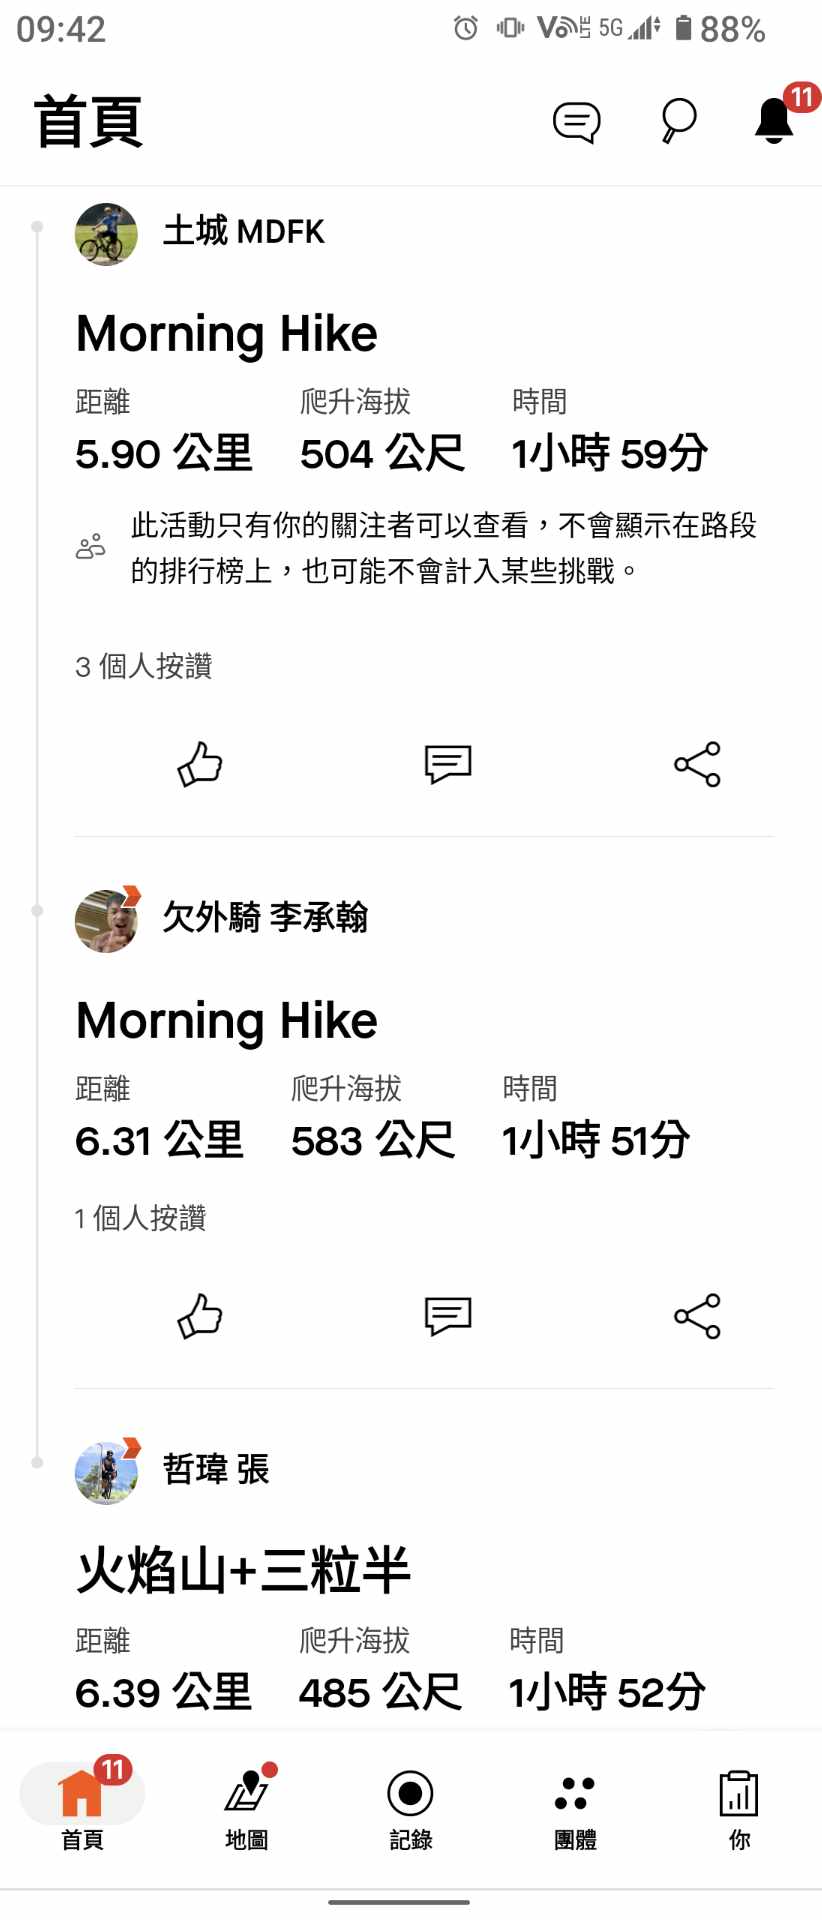 09:42
Vo LTE 5G 88%
首頁
11
土城 MDFK
Morning Hike
距離 爬升海拔 時間
5.90 公里 504 公尺 1小時 59分
此活動只有你的關注者可以查看，不會顯示在路段
的排行榜上，也可能不會計入某些挑戰。
3 個人按讚
欠外騎 李承翰
Morning Hike
距離 爬升海拔 時間
6.31 公里 583 公尺 1小時 51分
1 個人按讚
哲瑋 張
火焰山+三粒半
距離 爬升海拔 時間
6.39 公里 485 公尺 1小時 52分
11
首頁 地圖 記錄 團體 你